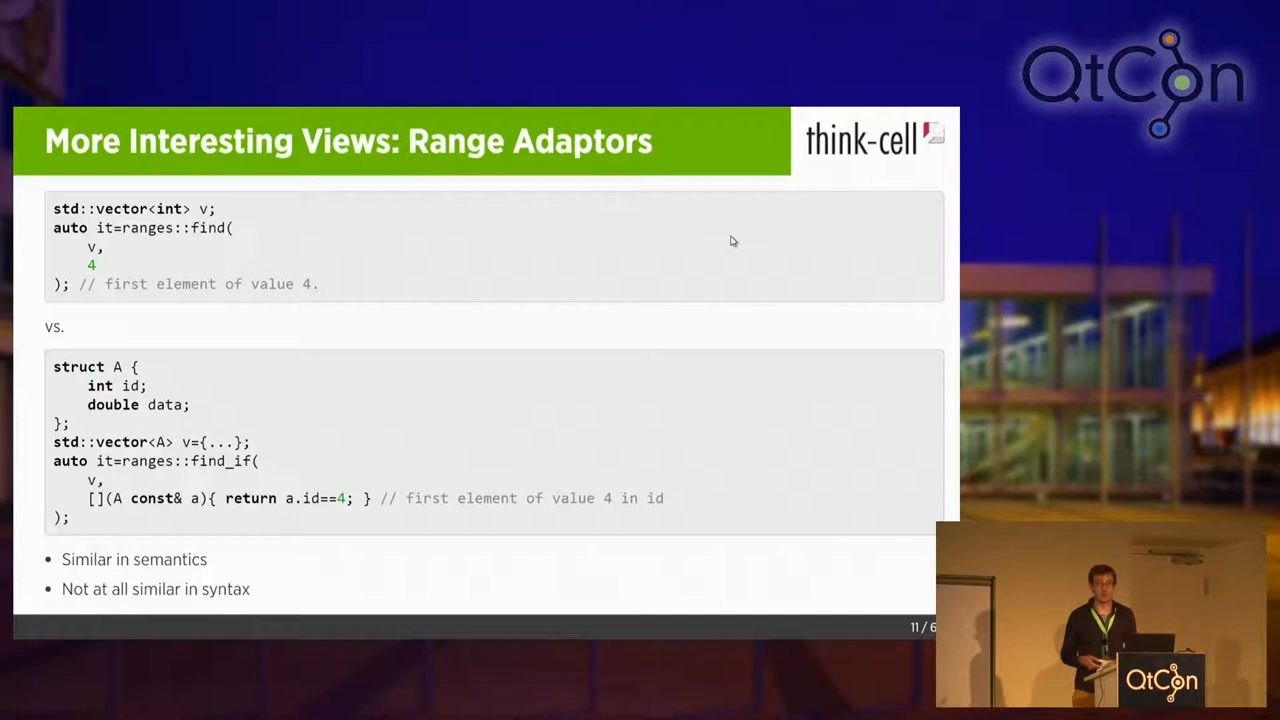 QtCon
More Interesting Views: Range Adaptors
think-cell
std::vector<int> v;
auto it=ranges::find(
    v,
    4
); // first element of value 4.
vs.
struct A {
    int id;
    double data;
};
std::vector<A> v={...};
auto it=ranges::find_if(
    v,
    [](A const& a){ return a.id==4; } // first element of value 4 in id
);
• Similar in semantics
• Not at all similar in syntax
11 / 6
QtCon